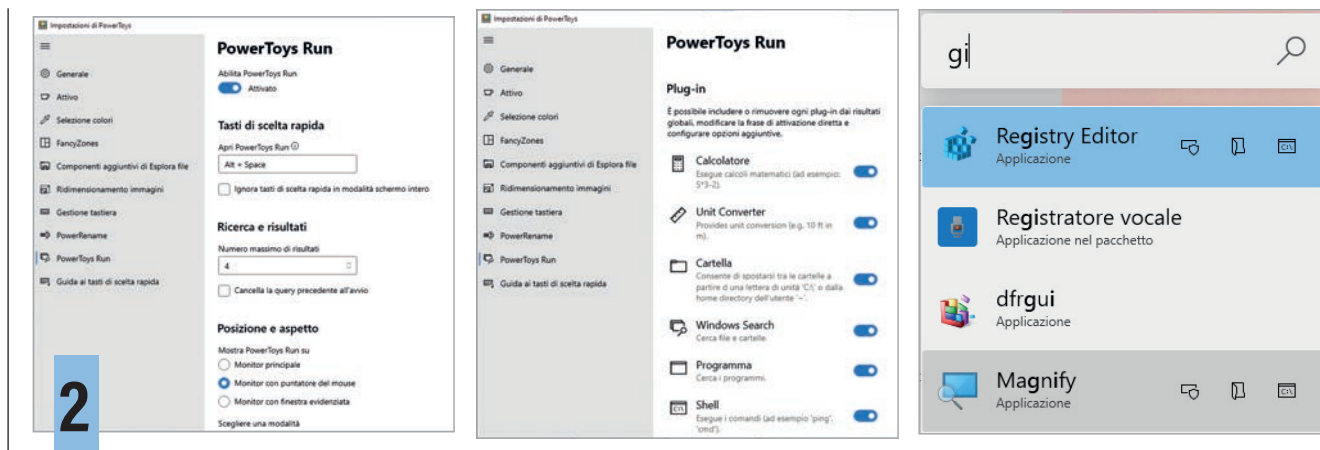 Impostazioni di PowerToys
Generale
Attivo
Selezione colori
FancyZones
Componenti aggiuntivi di Esplora file
Ridimensionamento immagini
Gestione tastiera
PowerRename
PowerToys Run
Guida ai tasti di scelta rapida
PowerToys Run
Abilita PowerToys Run
Attivato
Tasti di scelta rapida
Apri PowerToys Run
Alt + Space
Ignora tasti di scelta rapida in modalità schermo intero
Ricerca e risultati
Numero massimo di risultati
4
Cancella la query precedente all'avvio
Posizione e aspetto
Mostra PowerToys Run su
Monitor principale
Monitor con puntatore del mouse
Monitor con finestra evidenziata
Scegliere una modalità
2
Impostazioni di PowerToys
Generale
Attivo
Selezione colori
FancyZones
Componenti aggiuntivi di Esplora file
Ridimensionamento immagini
Gestione tastiera
PowerRename
PowerToys Run
Guida ai tasti di scelta rapida
PowerToys Run
Plug-in
È possibile includere o rimuovere ogni plug-in dai risultati
globali, modificare la frase di attivazione diretta e
configurare opzioni aggiuntive.
Calcolatore
Esegue calcoli matematici (ad esempio:
5*3-2).
Unit Converter
Provides unit conversion (e.g. 10 ft in
m).
Cartella
Consente di spostarsi tra le cartelle a
partire d una lettera di unità 'C:\' o dalla
home directory dell'utente '~'.
Windows Search
Cerca file e cartelle.
Programma
Cerca i programmi.
Shell
Esegue i comandi (ad esempio 'ping',
'cmd').
gi
Registry Editor
Applicazione
Registratore vocale
Applicazione nel pacchetto
dfrgui
Applicazione
Magnify
Applicazione